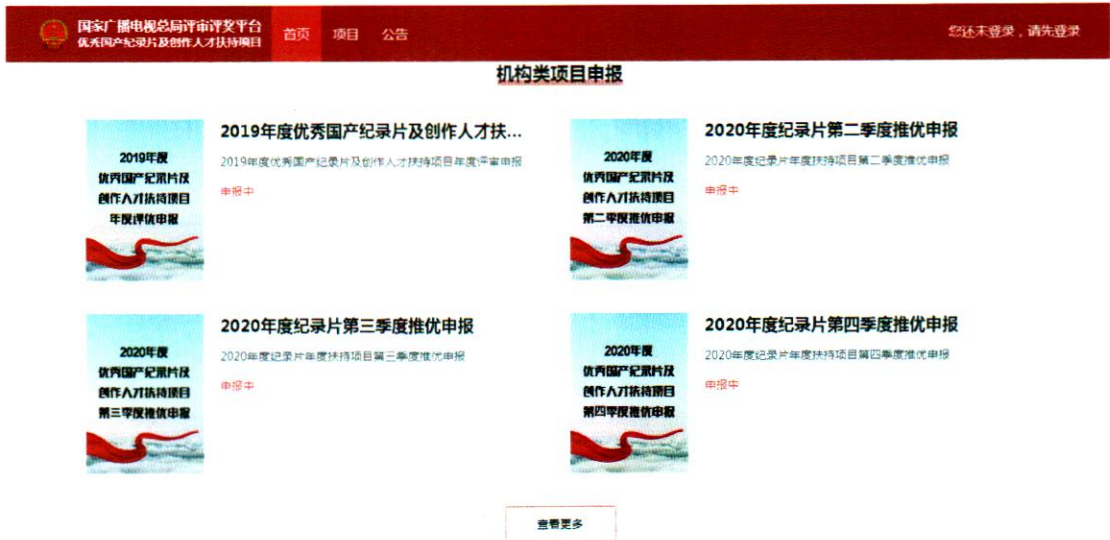 国家广播电视总局评审评奖平台
优秀国产纪录片及创作人才扶持项目
首页
项目
公告
您还未登录，请先登录
机构类项目申报
2019年度
优秀国产纪录片及
创作人才扶持项目
年度评优申报
2019年度优秀国产纪录片及创作人才扶...
2019年度优秀国产纪录片及创作人才扶持项目年度评审申报
申报中
2020年度
优秀国产纪录片及
创作人才扶持项目
第二季度推优申报
2020年度纪录片第二季度推优申报
2020年度纪录片年度扶持项目第二季度推优申报
申报中
2020年度
优秀国产纪录片及
创作人才扶持项目
第三季度推优申报
2020年度纪录片第三季度推优申报
2020年度纪录片年度扶持项目第三季度推优申报
申报中
2020年度
优秀国产纪录片及
创作人才扶持项目
第四季度推优申报
2020年度纪录片第四季度推优申报
2020年度纪录片年度扶持项目第四季度推优申报
申报中
查看更多